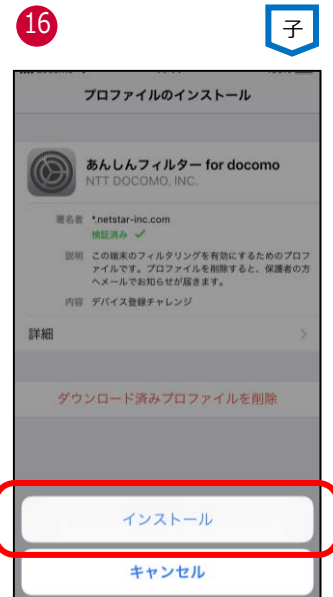 16
子
プロファイルのインストール
あんしんフィルター for docomo
NTT DOCOMO, INC.
署名者 *.netstar-inc.com
検証済み ✓
説明 この端末のフィルタリングを有効にするためのプロフ
ァイルです。プロファイルを削除すると、保護者の方
へメールでお知らせが届きます。
内容 デバイス登録チャレンジ
詳細
ダウンロード済みプロファイルを削除
インストール
キャンセル